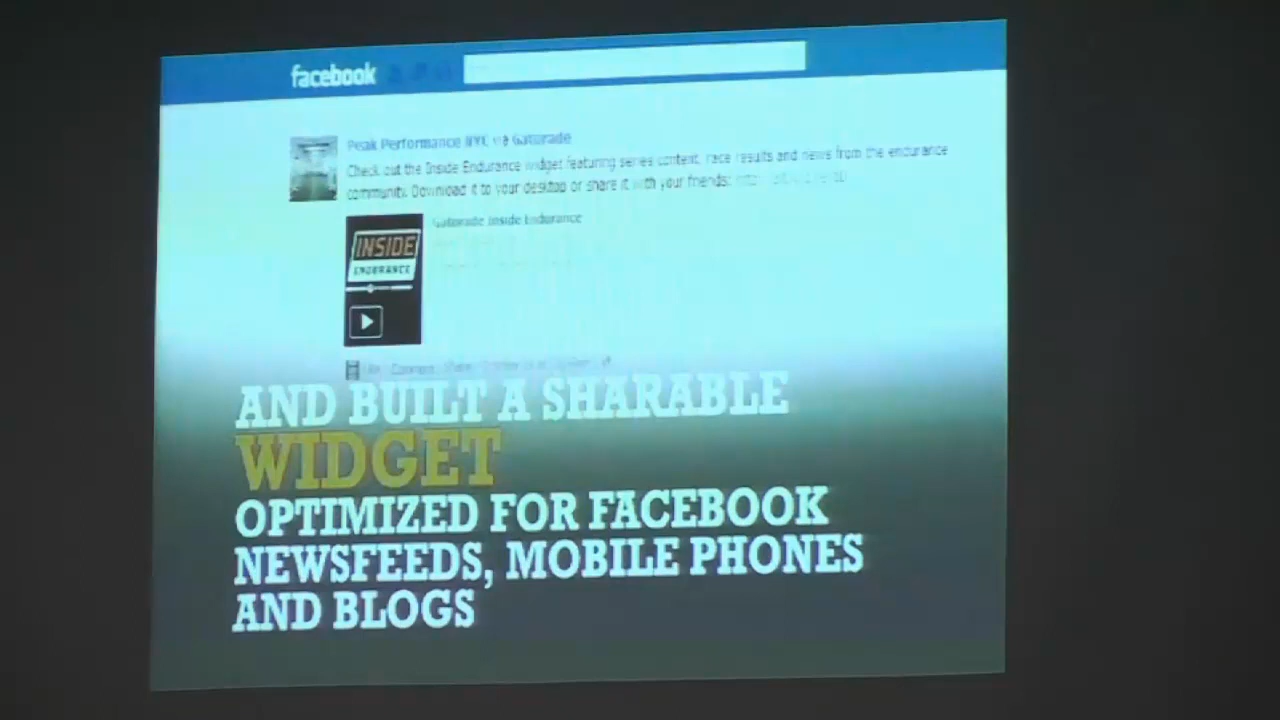 facebook
Peak Performance NYC via Gatorade
Check out the Inside Endurance widget featuring series content, race results and news from the endurance
community. Download it to your desktop or share it with your friends:
Gatorade Inside Endurance
INSIDE
ENDURANCE
Comment Share
AND BUILT A SHARABLE
WIDGET
OPTIMIZED FOR FACEBOOK
NEWSFEEDS, MOBILE PHONES
AND BLOGS